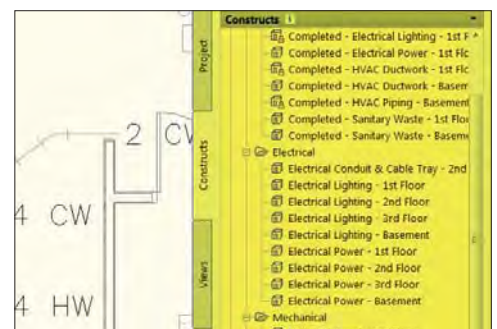 Constructs
Completed - Electrical Lighting - 1st F
Completed - Electrical Power - 1st Flc
Completed - HVAC Ductwork - 1st Flc
Completed - HVAC Ductwork - Basem
Completed - HVAC Piping - Basement
Completed - Sanitary Waste - 1st Floo
Completed - Sanitary Waste - Baseme
Electrical
Electrical Conduit & Cable Tray - 2nd
Electrical Lighting - 1st Floor
Electrical Lighting - 2nd Floor
Electrical Lighting - 3rd Floor
Electrical Lighting - Basement
Electrical Power - 1st Floor
Electrical Power - 2nd Floor
Electrical Power - 3rd Floor
Electrical Power - Basement
Mechanical
Project
Constructs
Views
2 CW
4 CW
4 HW